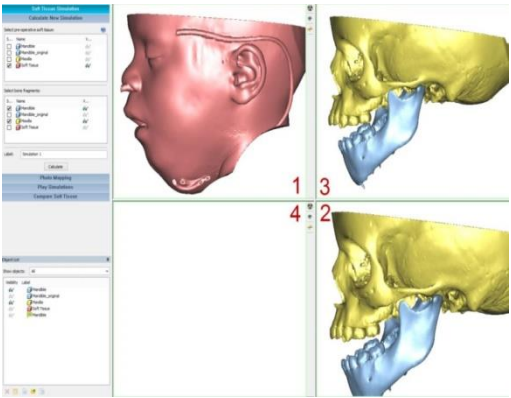 Soft Tissue Simulation
Calculate New Simulation
Select pre-operative soft tissue
Name
Mandible
Mandible_original
Maxilla
Soft Tissue
Select bone fragments
Name
Mandible
Mandible_original
Maxilla
Soft Tissue
Label: Simulation 1
Calculate
Photo Mapping
Play Simulations
Compare Soft Tissue
Show objects: All
Visibility Label
Mandible
Mandible_original
Maxilla
Soft Tissue
Mandible
1
3
4
2